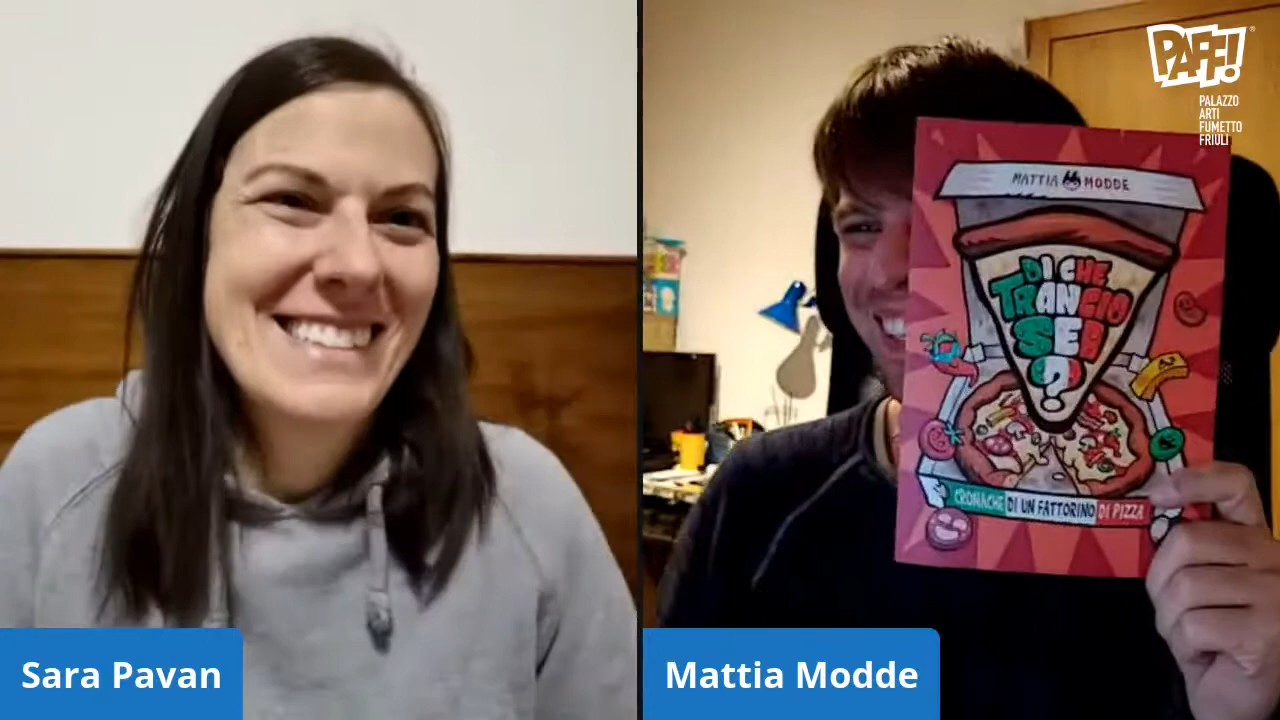 PAFF!
PALAZZO
ARTI
FUMETTO
FRIULI
MATTIA MODDE
DI CHE
TRANCIO
SEI
?
CRONACHE DI UN FATTORINO DI PIZZA
Sara Pavan
Mattia Modde